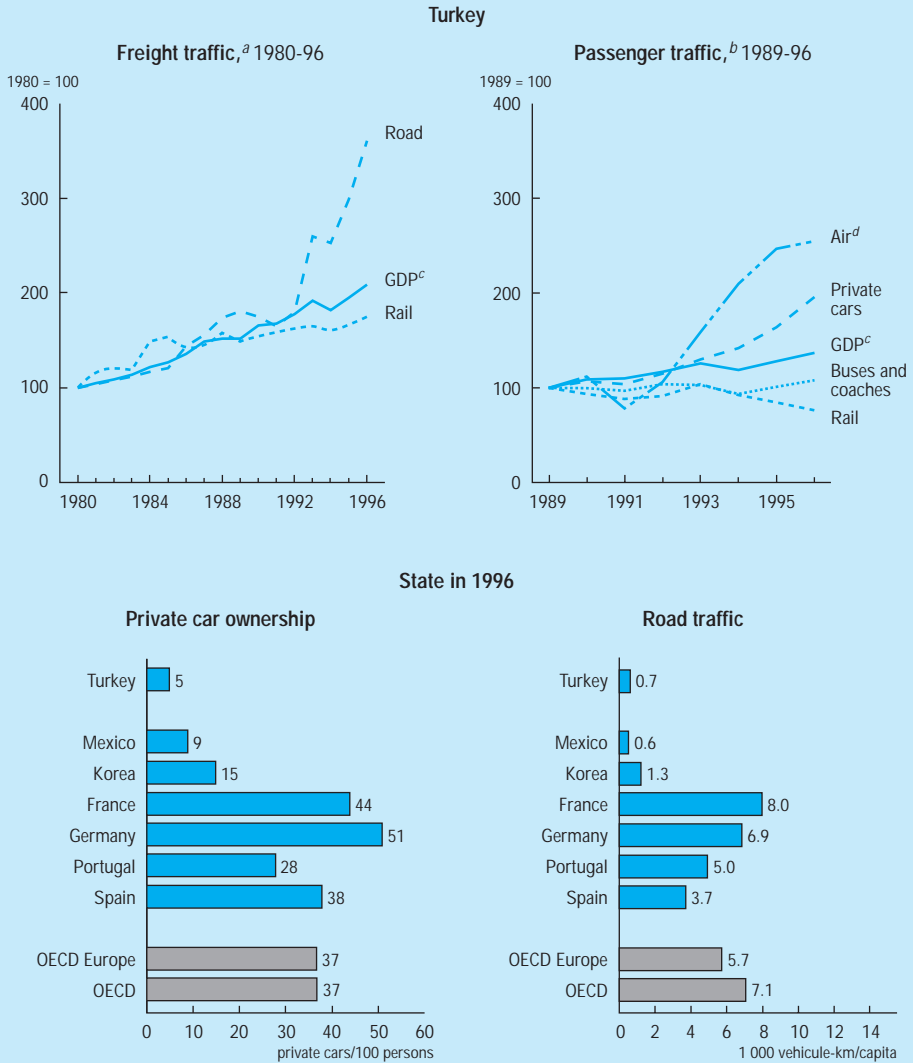 Turkey
Freight traffic,a 1980-96
1980 = 100
400
300
200
100
0
1980 1984 1988 1992 1996
Road
GDPc
Rail
Passenger traffic,b 1989-96
1989 = 100
400
300
200
100
0
1989 1991 1993 1995
Aird
Private
cars
GDPc
Buses and
coaches
Rail
State in 1996
Private car ownership
Turkey 5
Mexico 9
Korea 15
France 44
Germany 51
Portugal 28
Spain 38
OECD Europe 37
OECD 37
0 10 20 30 40 50 60
private cars/100 persons
Road traffic
Turkey 0.7
Mexico 0.6
Korea 1.3
France 8.0
Germany 6.9
Portugal 5.0
Spain 3.7
OECD Europe 5.7
OECD 7.1
0 2 4 6 8 10 12 14
1 000 vehicule-km/capita